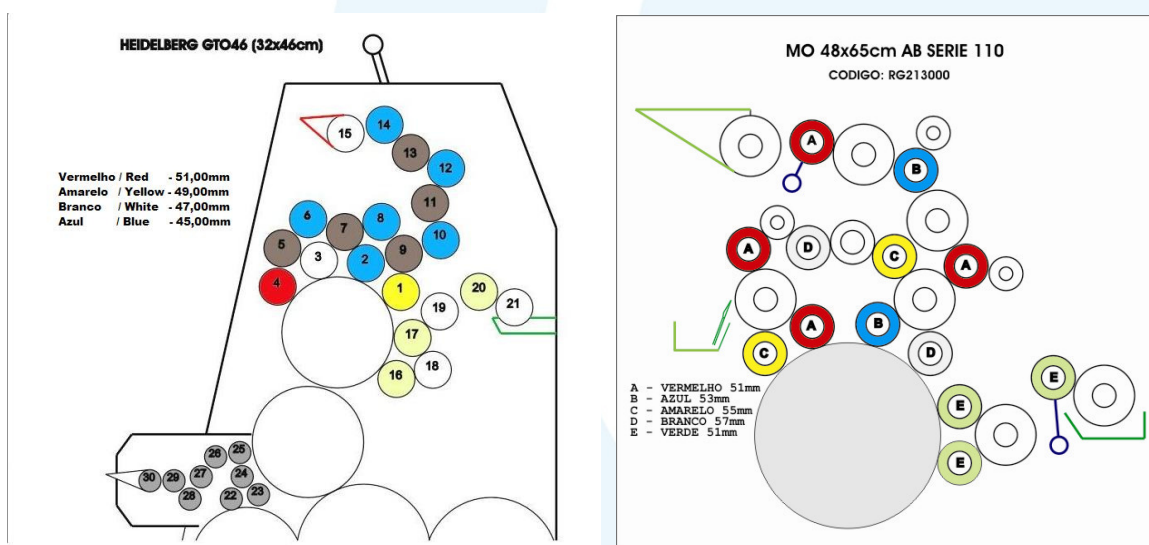 HEIDELBERG GTO46 (32x46cm)
Vermelho / Red - 51,00mm
Amarelo / Yellow - 49,00mm
Branco / White - 47,00mm
Azul / Blue - 45,00mm
14
15
13
12
11
6
8
7
10
5
9
3
2
4
1
20
21
19
17
18
16
25
26
24
27
30
29
23
28
22
MO 48x65cm AB SERIE 110
CODIGO: RG213000
A
B
A
D
C
A
A
B
C
D
E
E
E
A - VERMELHO 51mm
B - AZUL 53mm
C - AMARELO 55mm
D - BRANCO 57mm
E - VERDE 51mm